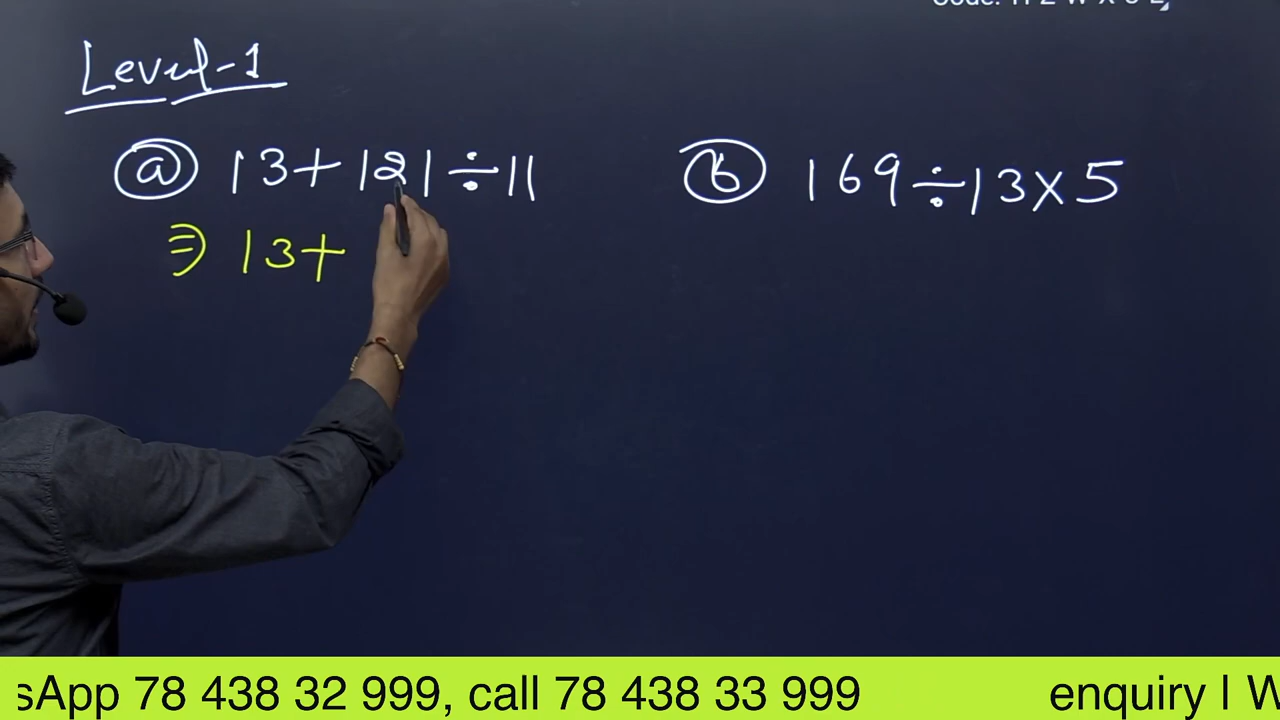 Level-1
ⓐ 13+121÷11
ⓑ 169÷13×5
⇒ 13+
sApp 78 438 32 999, call 78 438 33 999
enquiry I W